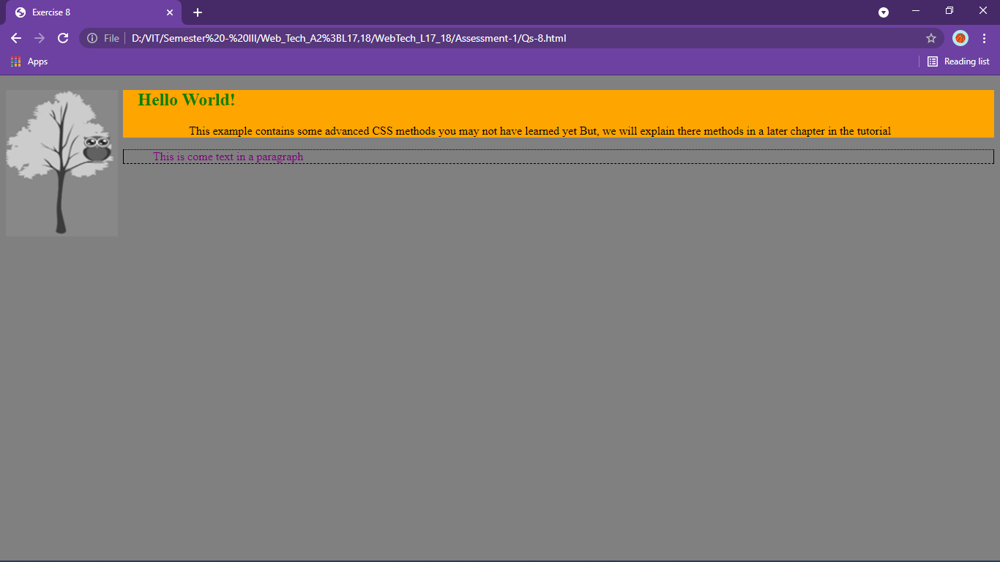 Exercise 8
File
D:/VIT/Semester%20-%20III/Web_Tech_A2%3BL17,18/WebTech_L17_18/Assessment-1/Qs-8.html
Apps
Reading list
Hello World!
This example contains some advanced CSS methods you may not have learned yet But, we will explain there methods in a later chapter in the tutorial
This is come text in a paragraph